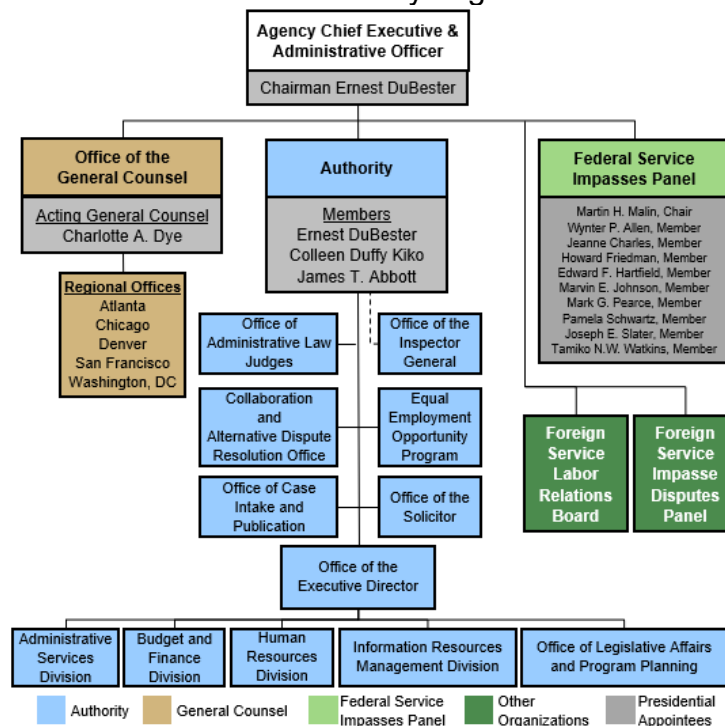 Agency Chief Executive &
Administrative Officer
Chairman Ernest DuBester
Office of the
General Counsel
Acting General Counsel
Charlotte A. Dye
Regional Offices
Atlanta
Chicago
Denver
San Francisco
Washington, DC
Authority
Members
Ernest DuBester
Colleen Duffy Kiko
James T. Abbott
Federal Service
Impasses Panel
Martin H. Malin, Chair
Wynter P. Allen, Member
Jeanne Charles, Member
Howard Friedman, Member
Edward F. Hartfield, Member
Marvin E. Johnson, Member
Mark G. Pearce, Member
Pamela Schwartz, Member
Joseph E. Slater, Member
Tamiko N.W. Watkins, Member
Office of
Administrative Law
Judges
Office of the
Inspector
General
Collaboration
and
Alternative Dispute
Resolution Office
Equal
Employment
Opportunity
Program
Office of Case
Intake and
Publication
Office of the
Solicitor
Foreign
Service
Labor
Relations
Board
Foreign
Service
Impasse
Disputes
Panel
Office of the
Executive Director
Administrative
Services
Division
Budget and
Finance
Division
Human
Resources
Division
Information Resources
Management Division
Office of Legislative Affairs
and Program Planning
Authority
General Counsel
Federal Service
Impasses Panel
Other
Organizations
Presidential
Appointees